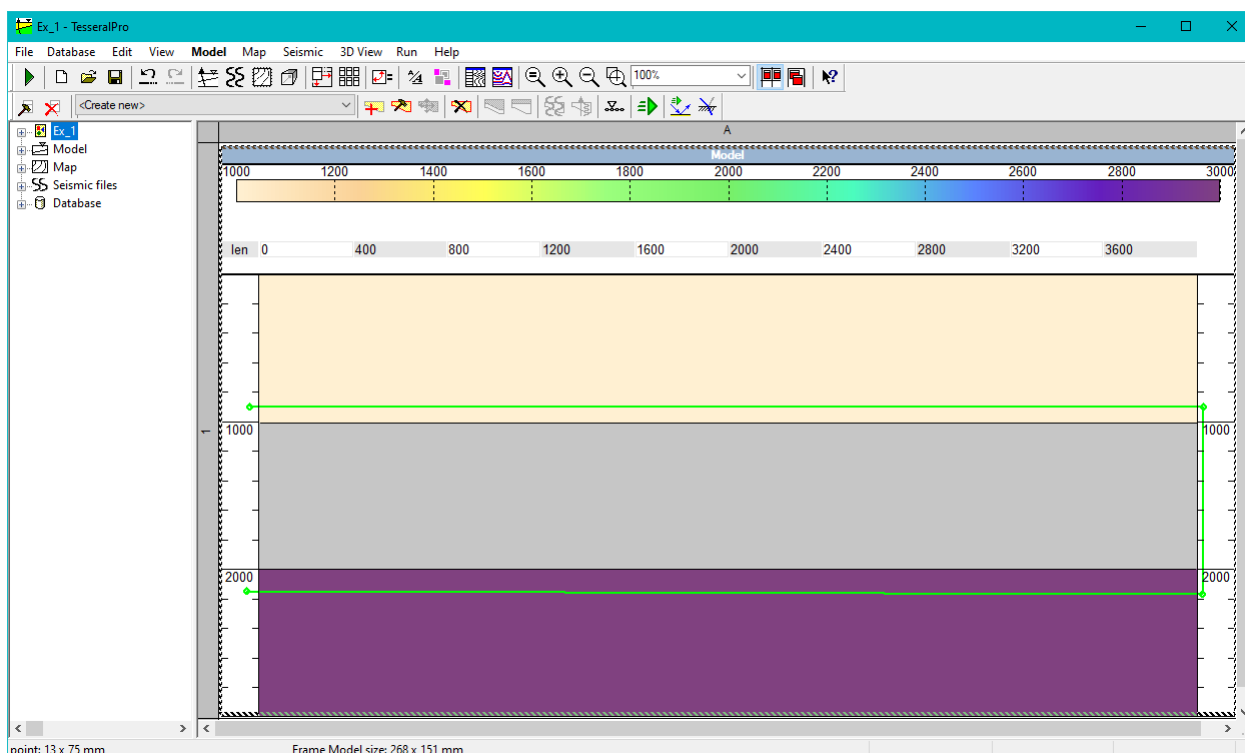 Ex_1 - TesseralPro
File Database Edit View Model Map Seismic 3D View Run Help
100%
<Create new>
Ex_1
Model
Map
Seismic files
Database
A
Model
1000 1200 1400 1600 1800 2000 2200 2400 2600 2800 3000
len 0 400 800 1200 1600 2000 2400 2800 3200 3600
1
1000 1000
2000 2000
point: 13 x 75 mm Frame Model size: 268 x 151 mm